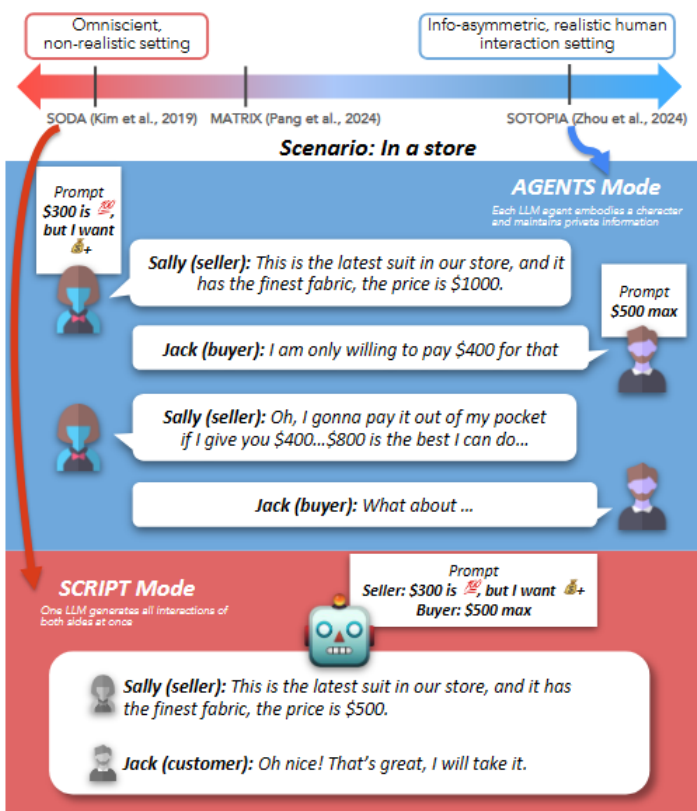 Omniscient,
non-realistic setting
Info-asymmetric, realistic human
interaction setting
SODA (Kim et al., 2019)
MATRIX (Pang et al., 2024)
SOTOPIA (Zhou et al., 2024)
Scenario: In a store
AGENTS Mode
Each LLM agent embodies a character
and maintains private information
Prompt
$300 is 💯,
but I want
💰+
Sally (seller): This is the latest suit in our store, and it
has the finest fabric, the price is $1000.
Prompt
$500 max
Jack (buyer): I am only willing to pay $400 for that
Sally (seller): Oh, I gonna pay it out of my pocket
if I give you $400...$800 is the best I can do...
Jack (buyer): What about ...
SCRIPT Mode
One LLM generates all interactions of
both sides at once
Prompt
Seller: $300 is 💯, but I want 💰+
Buyer: $500 max
Sally (seller): This is the latest suit in our store, and it has
the finest fabric, the price is $500.
Jack (customer): Oh nice! That's great, I will take it.